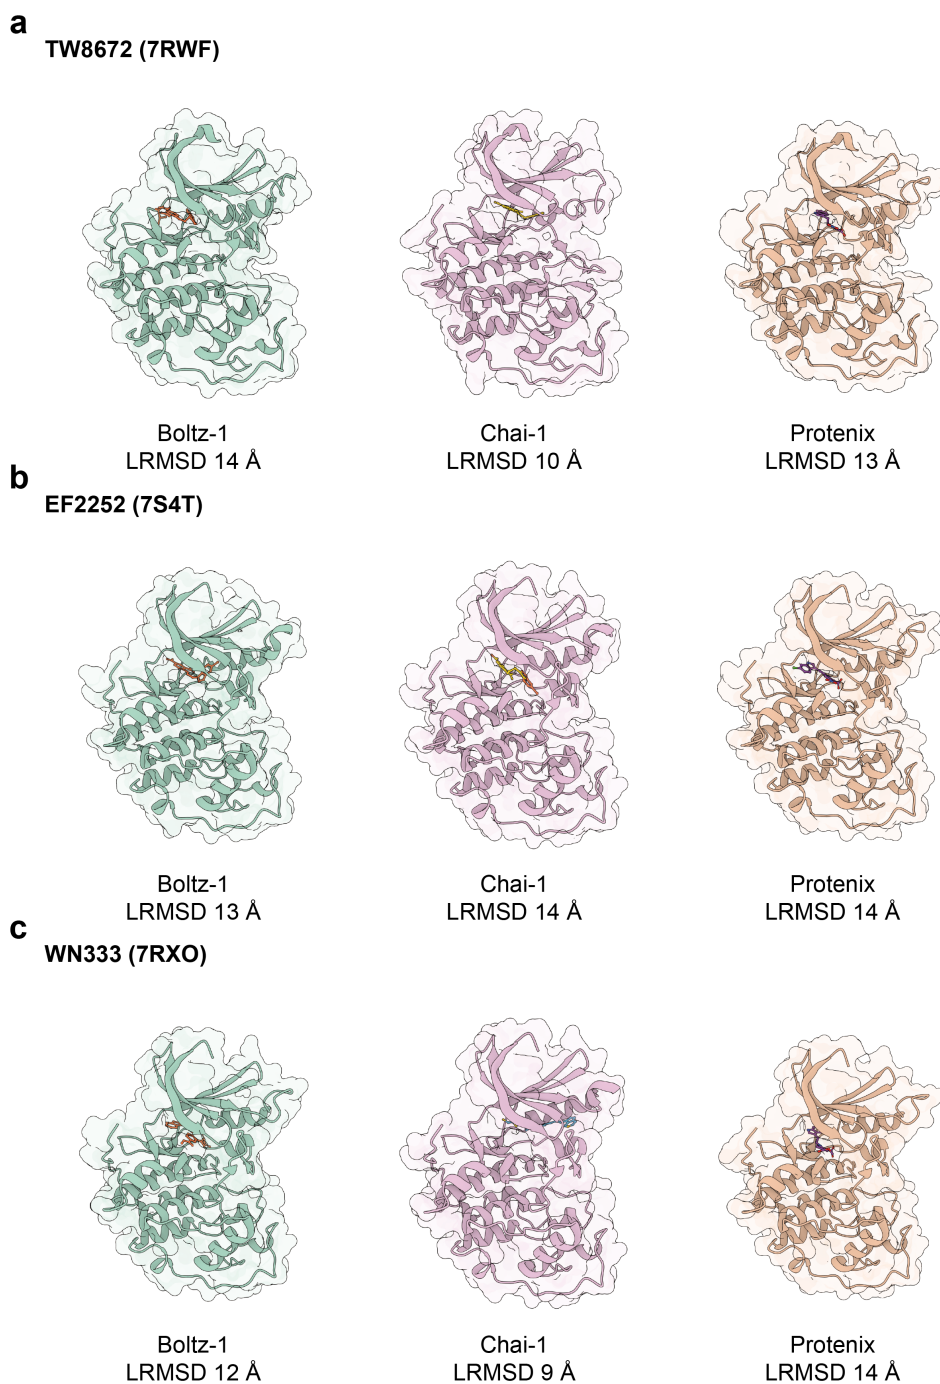 a
TW8672 (7RWF)
Boltz-1
LRMSD 14 Å
Chai-1
LRMSD 10 Å
Protenix
LRMSD 13 Å
b
EF2252 (7S4T)
Boltz-1
LRMSD 13 Å
Chai-1
LRMSD 14 Å
Protenix
LRMSD 14 Å
c
WN333 (7RXO)
Boltz-1
LRMSD 12 Å
Chai-1
LRMSD 9 Å
Protenix
LRMSD 14 Å